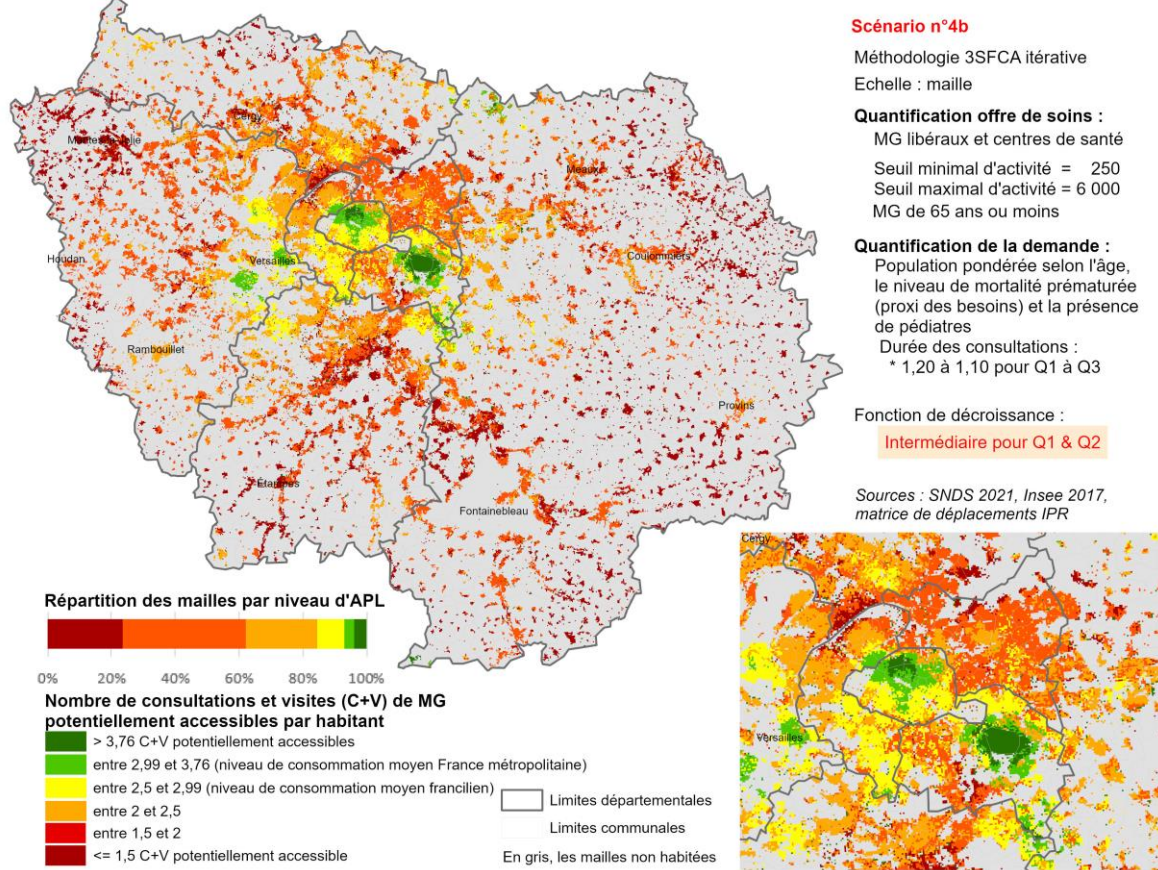 Scénario n°4b
Méthodologie 3SFCA itérative
Echelle : maille
Quantification offre de soins :
MG libéraux et centres de santé
Seuil minimal d'activité = 250
Seuil maximal d'activité = 6 000
MG de 65 ans ou moins
Quantification de la demande :
Population pondérée selon l'âge,
le niveau de mortalité prématurée
(proxi des besoins) et la présence
de pédiatres
Durée des consultations :
* 1,20 à 1,10 pour Q1 à Q3
Fonction de décroissance :
Intermédiaire pour Q1 & Q2
Sources : SNDS 2021, Insee 2017,
matrice de déplacements IPR
Cergy
Meaux
Houdan
Versailles
Coulommiers
Rambouillet
Provins
Fontainebleau
Cergy
Versailles
Répartition des mailles par niveau d'APL
0% 20% 40% 60% 80% 100%
Nombre de consultations et visites (C+V) de MG
potentiellement accessibles par habitant
> 3,76 C+V potentiellement accessibles
entre 2,99 et 3,76 (niveau de consommation moyen France métropolitaine)
entre 2,5 et 2,99 (niveau de consommation moyen francilien)
entre 2 et 2,5
entre 1,5 et 2
<= 1,5 C+V potentiellement accessible
Limites départementales
Limites communales
En gris, les mailles non habitées